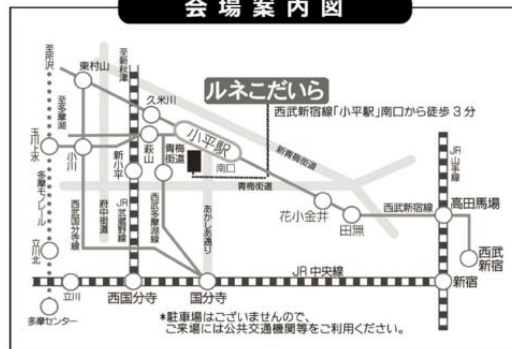 会場案内図
至所沢
東村山
至新秋津
至多摩湖
久米川
ルネこだいら
西武新宿線「小平駅」南口から徒歩3分
小平駅
新青梅街道
玉川上水
小川
萩山
新小平
青梅街道
南口
青梅街道
JR山手線
多摩モノレール
西武国分寺線
府中街道
JR武蔵野線
西武多摩湖線
あかしあ通り
花小金井
田無
西武新宿線
高田馬場
西武新宿
立川北
JR中央線
立川
西国分寺
国分寺
新宿
多摩センター
*駐車場はございませんので、
ご来場には公共交通機関等をご利用ください。